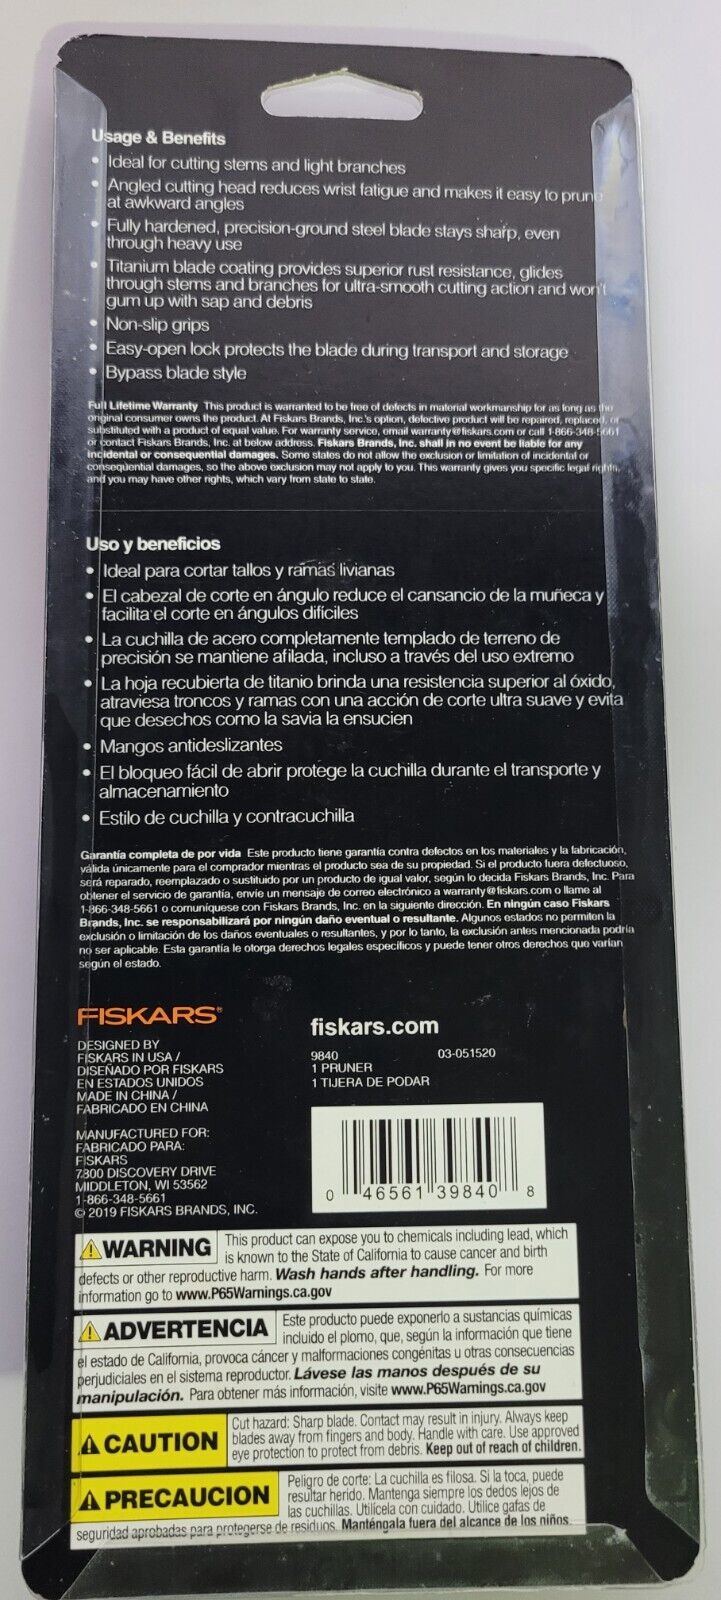 Usage & Benefits
• Ideal for cutting stems and light branches
• Angled cutting head reduces wrist fatigue and makes it easy to prune
at awkward angles
• Fully hardened, precision-ground steel blade stays sharp, even
through heavy use
• Titanium blade coating provides superior rust resistance, glides
through stems and branches for ultra-smooth cutting action and won't
gum up with sap and debris
• Non-slip grips
• Easy-open lock protects the blade during transport and storage
• Bypass blade style
Full Lifetime Warranty This product is warranted to be free of defects in material workmanship for as long as the
original consumer owns the product. At Fiskars Brands, Inc.'s option, defective product will be repaired, replaced, or
substituted with a product of equal value. For warranty service, email warranty@fiskars.com or call 1-866-348-5661
or contact Fiskars Brands, Inc. at below address. Fiskars Brands, Inc. shall in no event be liable for any
incidental or consequential damages. Some states do not allow the exclusion or limitation of incidental or
consequential damages, so the above exclusion may not apply to you. This warranty gives you specific legal rights,
and you may have other rights, which vary from state to state.
Uso y beneficios
• Ideal para cortar tallos y ramas livianas
• El cabezal de corte en ángulo reduce el cansancio de la muñeca y
facilita el corte en ángulos difíciles
• La cuchilla de acero completamente templado de terreno de
precisión se mantiene afilada, incluso a través del uso extremo
• La hoja recubierta de titanio brinda una resistencia superior al óxido,
atraviesa troncos y ramas con una acción de corte ultra suave y evita
que desechos como la savia la ensucien
• Mangos antideslizantes
• El bloqueo fácil de abrir protege la cuchilla durante el transporte y
almacenamiento
• Estilo de cuchilla y contracuchilla
Garantía completa de por vida Este producto tiene garantía contra defectos en los materiales y la fabricación,
válida únicamente para el comprador mientras el producto sea de su propiedad. Si el producto fuera defectuoso,
será reparado, reemplazado o sustituido por un producto de igual valor, según lo decida Fiskars Brands, Inc. Para
obtener el servicio de garantía, envíe un mensaje de correo electrónico a warranty@fiskars.com o llame al
1-866-348-5661 o comuníquese con Fiskars Brands, Inc. en la siguiente dirección. En ningún caso Fiskars
Brands, Inc. se responsabilizará por ningún daño eventual o resultante. Algunos estados no permiten la
exclusión o limitación de los daños eventuales o resultantes, y por lo tanto, la exclusión antes mencionada podría
no ser aplicable. Esta garantía le otorga derechos legales específicos y puede tener otros derechos que varían
según el estado.
FISKARS®
DESIGNED BY
FISKARS IN USA /
DISEÑADO POR FISKARS
EN ESTADOS UNIDOS
MADE IN CHINA /
FABRICADO EN CHINA
MANUFACTURED FOR:
FABRICADO PARA:
FISKARS
7800 DISCOVERY DRIVE
MIDDLETON, WI 53562
1-866-348-5661
© 2019 FISKARS BRANDS, INC.
fiskars.com
9840 03-051520
1 PRUNER
1 TIJERA DE PODAR
0 46561 39840 8
WARNING This product can expose you to chemicals including lead, which
is known to the State of California to cause cancer and birth
defects or other reproductive harm. Wash hands after handling. For more
information go to www.P65Warnings.ca.gov
ADVERTENCIA Este producto puede exponerlo a sustancias químicas
incluido el plomo, que, según la información que tiene
el estado de California, provoca cáncer y malformaciones congénitas u otras consecuencias
perjudiciales en el sistema reproductor. Lávese las manos después de su
manipulación. Para obtener más información, visite www.P65Warnings.ca.gov
CAUTION Cut hazard: Sharp blade. Contact may result in injury. Always keep
blades away from fingers and body. Handle with care. Use approved
eye protection to protect from debris. Keep out of reach of children.
PRECAUCION Peligro de corte: La cuchilla es filosa. Si la toca, puede
resultar herido. Mantenga siempre los dedos lejos de
las cuchillas. Utilícela con cuidado. Utilice gafas de
seguridad aprobadas para protegerse de residuos. Manténgala fuera del alcance de los niños.